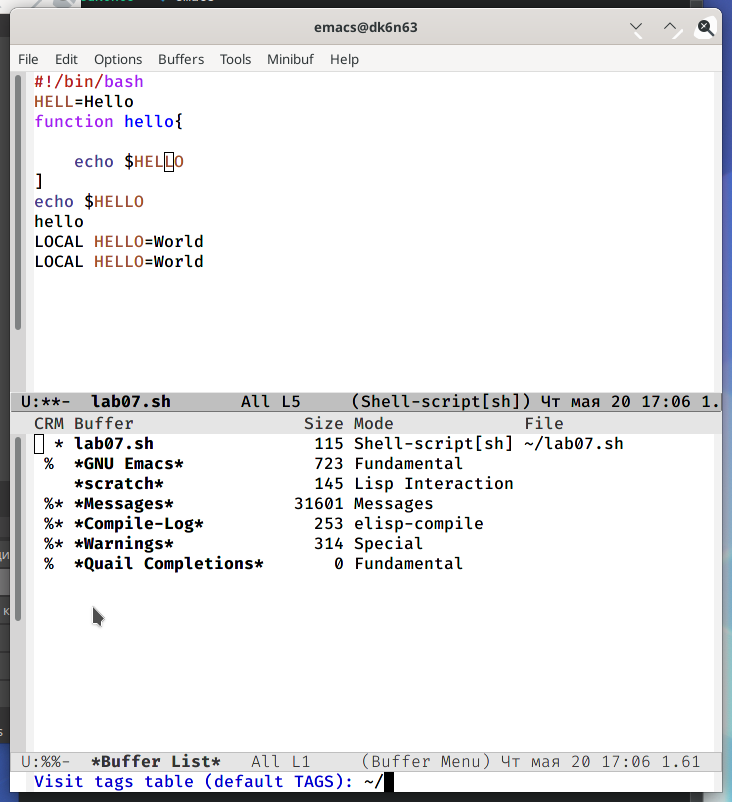 emacs@dk6n63
File Edit Options Buffers Tools Minibuf Help
#!/bin/bash
HELL=Hello
function hello{
    echo $HELLO
]
echo $HELLO
hello
LOCAL HELLO=World
LOCAL HELLO=World
U:**-  lab07.sh       All L5     (Shell-script[sh]) Чт мая 20 17:06 1.
CRM Buffer                 Size Mode             File
  * lab07.sh                115 Shell-script[sh] ~/lab07.sh
 %  *GNU Emacs*             723 Fundamental
    *scratch*               145 Lisp Interaction
 %* *Messages*            31601 Messages
 %* *Compile-Log*           253 elisp-compile
 %* *Warnings*              314 Special
 %  *Quail Completions*       0 Fundamental
U:%%-  *Buffer List*   All L1     (Buffer Menu) Чт мая 20 17:06 1.61
Visit tags table (default TAGS): ~/